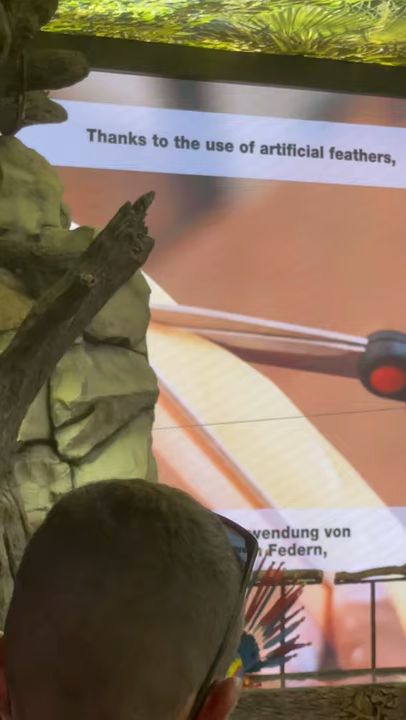 Thanks to the use of artificial feathers,
wendung von
Federn,